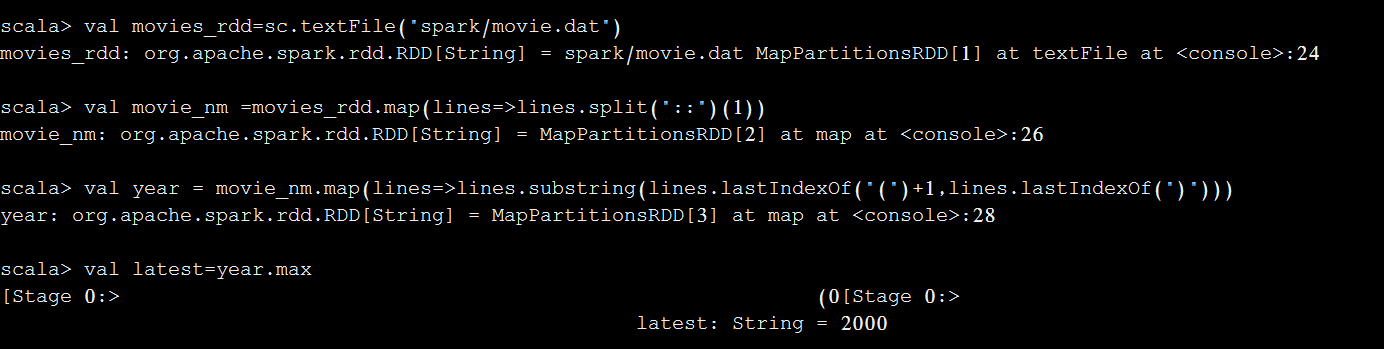 scala> val movies_rdd=sc.textFile("spark/movie.dat")
movies_rdd: org.apache.spark.rdd.RDD[String] = spark/movie.dat MapPartitionsRDD[1] at textFile at <console>:24
scala> val movie_nm =movies_rdd.map(lines=>lines.split("::")(1))
movie_nm: org.apache.spark.rdd.RDD[String] = MapPartitionsRDD[2] at map at <console>:26
scala> val year = movie_nm.map(lines=>lines.substring(lines.lastIndexOf("(")+1,lines.lastIndexOf(")")))
year: org.apache.spark.rdd.RDD[String] = MapPartitionsRDD[3] at map at <console>:28
scala> val latest=year.max
[Stage 0:> (0[Stage 0:>
latest: String = 2000